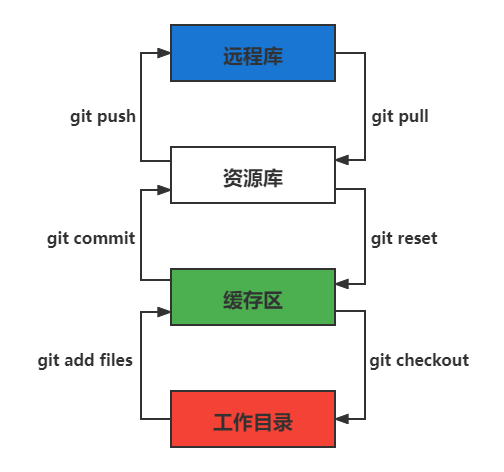 远程库
git push
git pull
资源库
git commit
git reset
缓存区
git add files
git checkout
工作目录